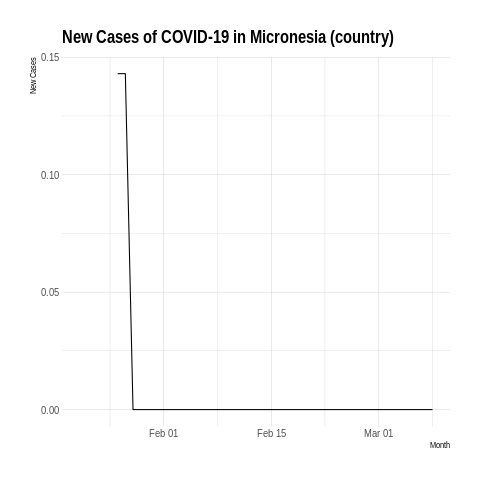 New Cases of COVID-19 in Micronesia (country)
New Cases
0.15
0.10
0.05
0.00
Feb 01
Feb 15
Mar 01
Month